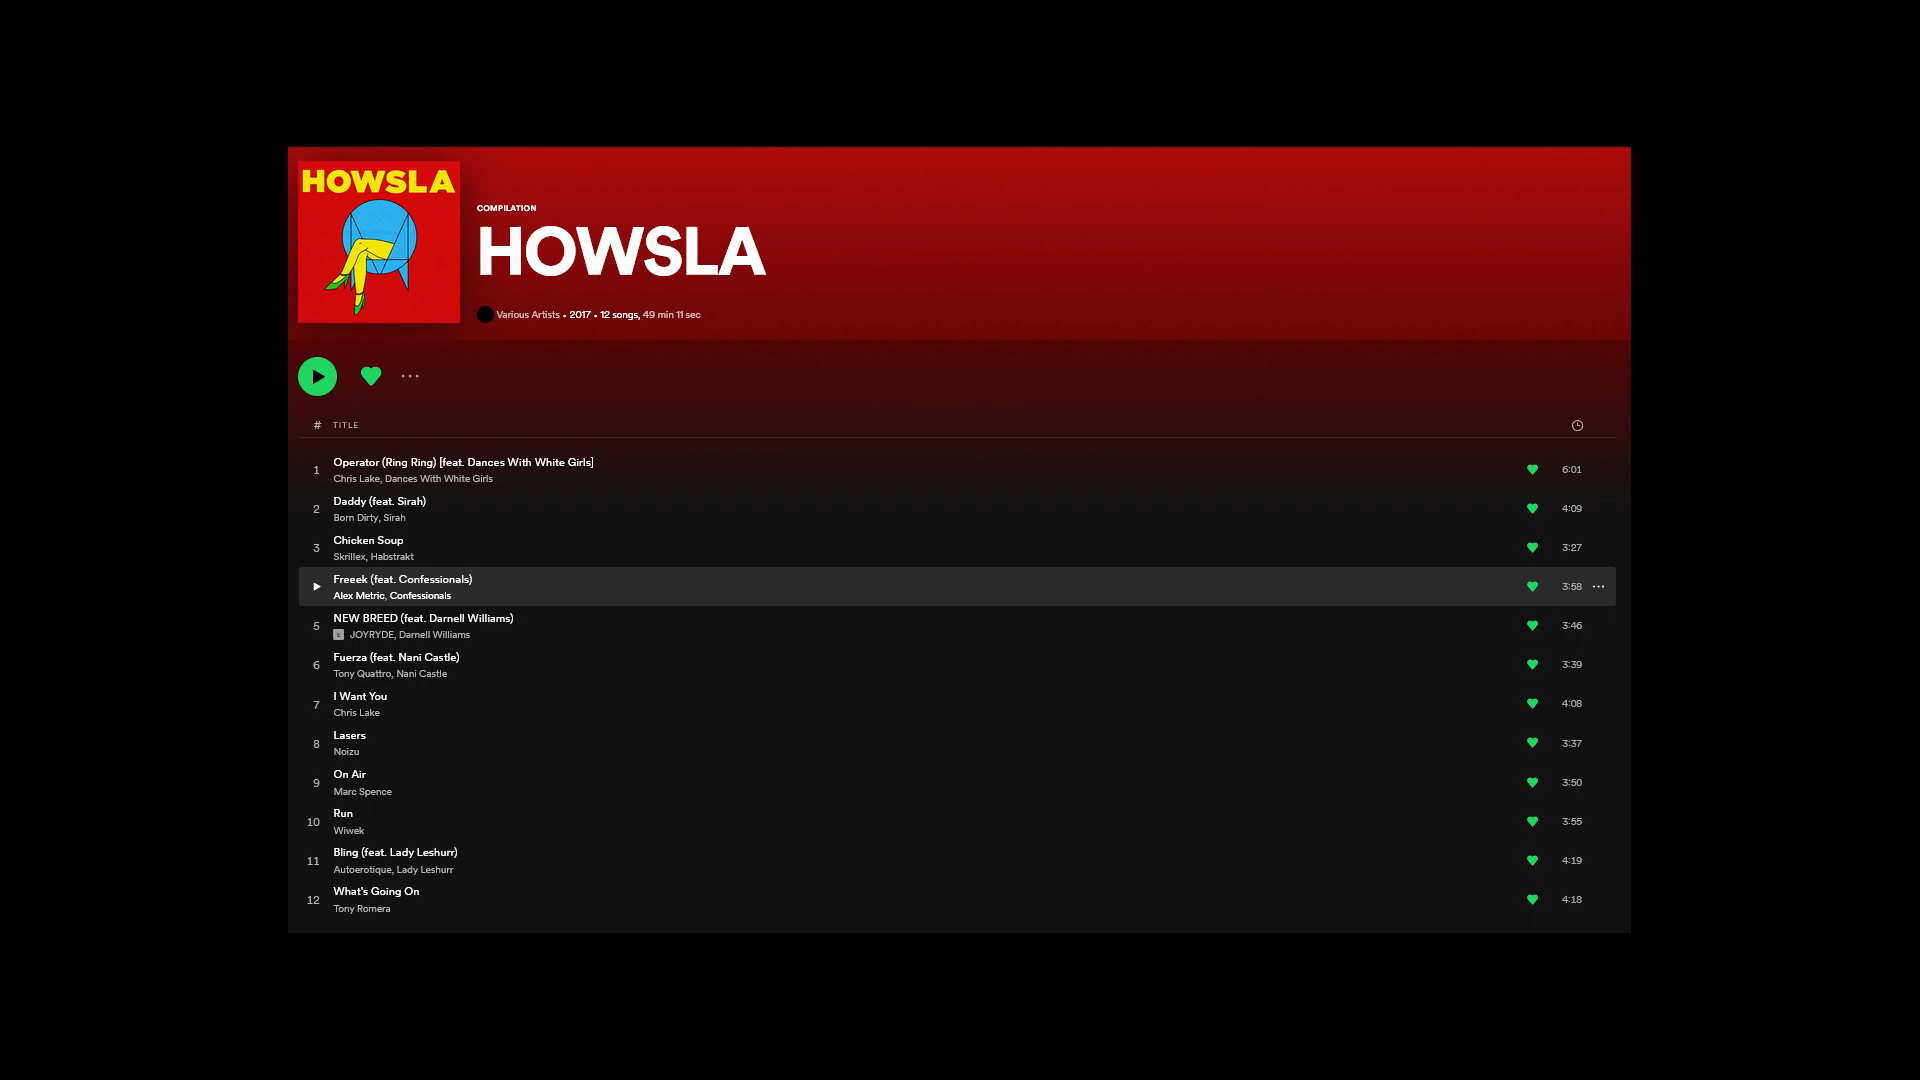 HOWSLA
COMPILATION
HOWSLA
Various Artists • 2017 • 12 songs, 49 min 11 sec
# TITLE
1 Operator (Ring Ring) [feat. Dances With White Girls] 6:01
Chris Lake, Dances With White Girls
2 Daddy (feat. Sirah) 4:09
Born Dirty, Sirah
3 Chicken Soup 3:27
Skrillex, Habstrakt
Freeek (feat. Confessionals) 3:58
Alex Metric, Confessionals
5 NEW BREED (feat. Darnell Williams) 3:46
E JOYRYDE, Darnell Williams
6 Fuerza (feat. Nani Castle) 3:39
Tony Quattro, Nani Castle
7 I Want You 4:08
Chris Lake
8 Lasers 3:37
Noizu
9 On Air 3:50
Marc Spence
10 Run 3:55
Wiwek
11 Bling (feat. Lady Leshurr) 4:19
Autoerotique, Lady Leshurr
12 What's Going On 4:18
Tony Romera